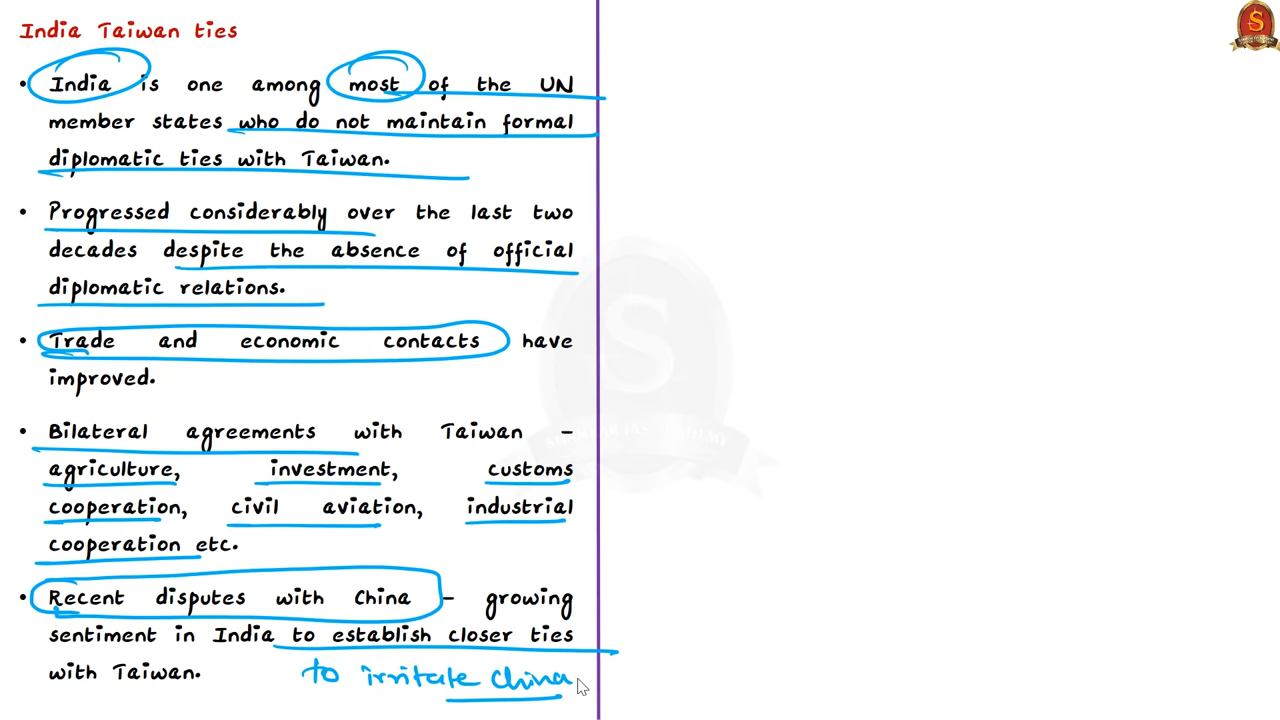 India Taiwan ties
• India is one among most of the UN
member states who do not maintain formal
diplomatic ties with Taiwan.
• Progressed considerably over the last two
decades despite the absence of official
diplomatic relations.
• Trade and economic contacts have
improved.
• Bilateral agreements with Taiwan –
agriculture, investment, customs
cooperation, civil aviation, industrial
cooperation etc.
• Recent disputes with China – growing
sentiment in India to establish closer ties
with Taiwan.
to irritate China
S
SHANKAR IAS ACADEMY
S